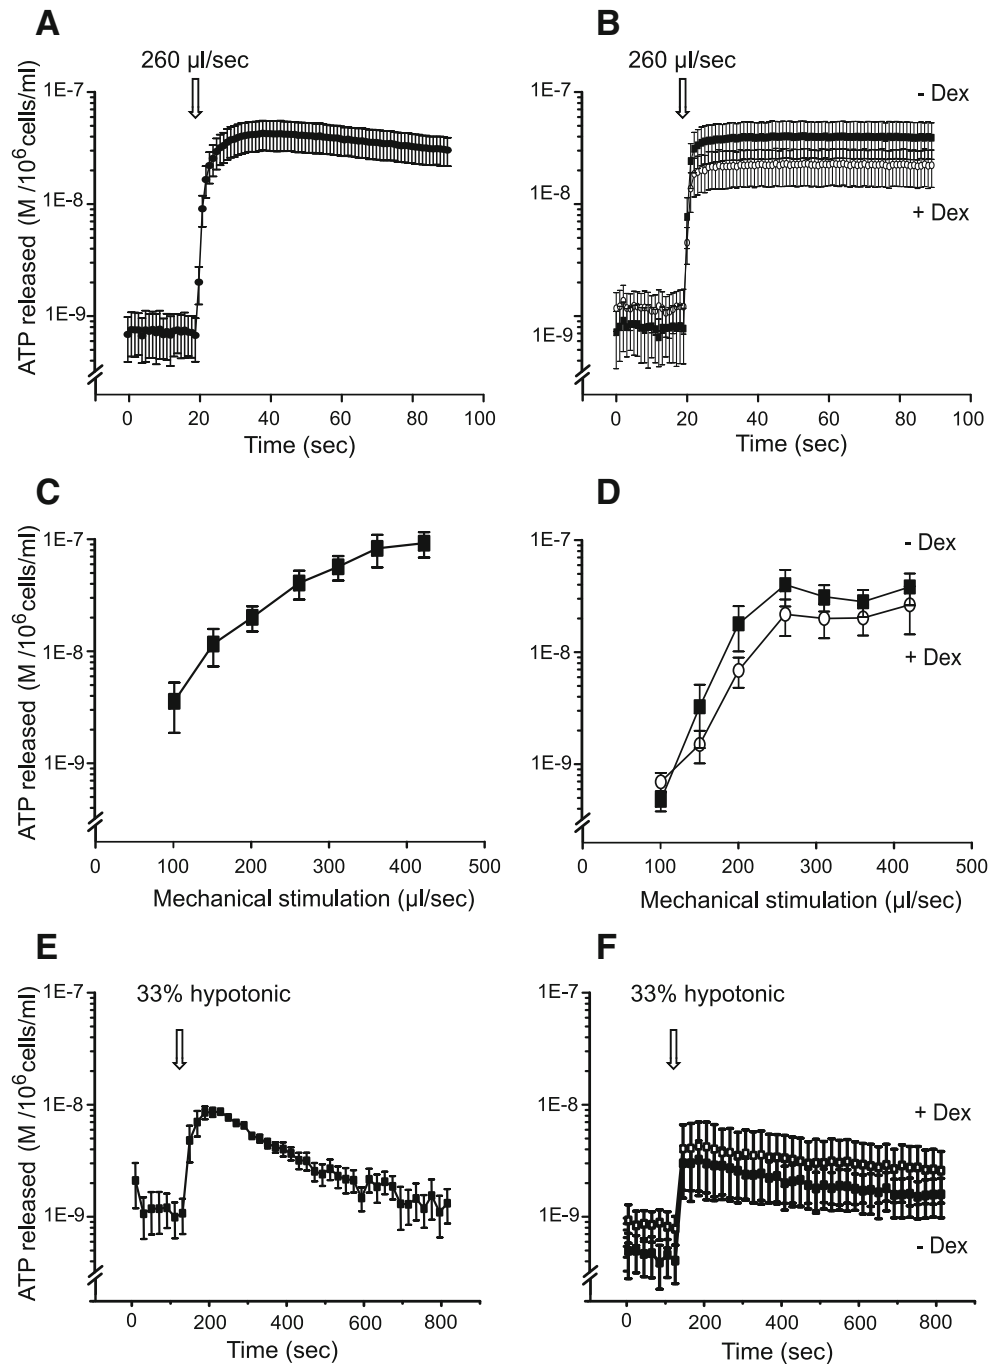 A
260 µl/sec
ATP released (M /10⁶cells/ml)
1E-7
1E-8
1E-9
0 20 40 60 80 100
Time (sec)
B
260 µl/sec
1E-7
1E-8
1E-9
- Dex
+ Dex
0 20 40 60 80 100
Time (sec)
C
ATP released (M /10⁶cells/ml)
1E-7
1E-8
1E-9
0 100 200 300 400 500
Mechanical stimulation (µl/sec)
D
1E-7
1E-8
1E-9
- Dex
+ Dex
0 100 200 300 400 500
Mechanical stimulation (µl/sec)
E
33% hypotonic
ATP released (M /10⁶cells/ml)
1E-7
1E-8
1E-9
0 200 400 600 800
Time (sec)
F
33% hypotonic
1E-7
1E-8
1E-9
+ Dex
- Dex
0 200 400 600 800
Time (sec)